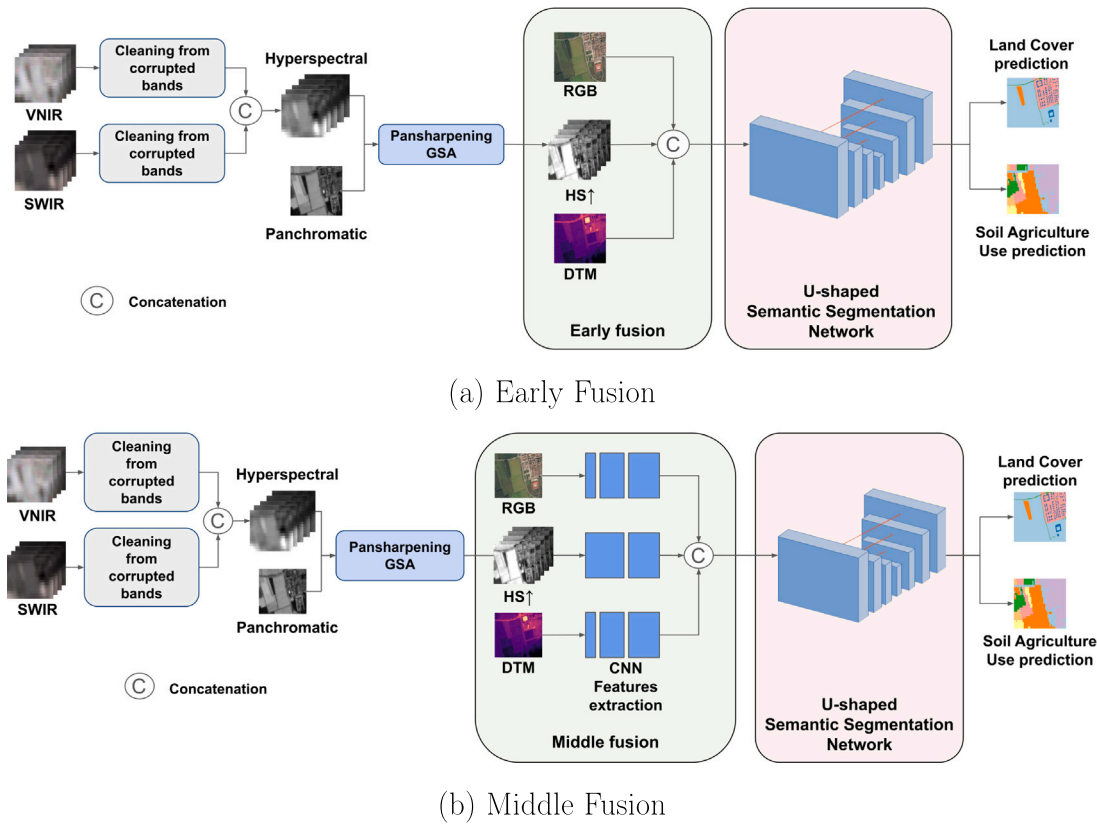 Cleaning from
corrupted
bands
VNIR
Cleaning from
corrupted
bands
SWIR
C
Hyperspectral
Panchromatic
Pansharpening
GSA
RGB
HS↑
DTM
C
Early fusion
U-shaped
Semantic Segmentation
Network
Land Cover
prediction
Soil Agriculture
Use prediction
C
Concatenation
(a) Early Fusion
Cleaning
from
corrupted
bands
VNIR
Cleaning
from
corrupted
bands
SWIR
C
Hyperspectral
Panchromatic
Pansharpening
GSA
RGB
HS↑
DTM
CNN
Features
extraction
C
Middle fusion
U-shaped
Semantic Segmentation
Network
Land Cover
prediction
Soil Agriculture
Use prediction
C
Concatenation
(b) Middle Fusion